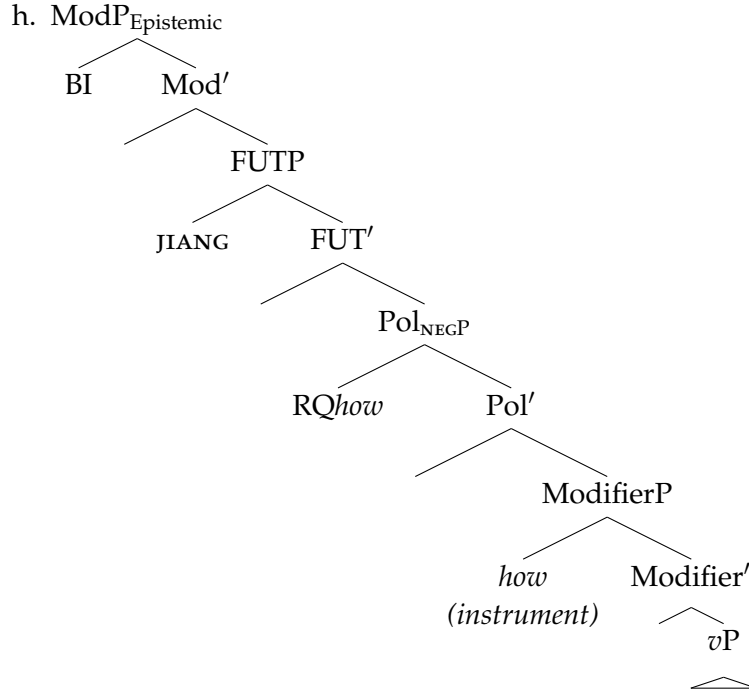 h. ModP_Epistemic
BI Mod′
FUTP
JIANG FUT′
Pol_NEGP
RQhow Pol′
ModifierP
how Modifier′
(instrument)
vP